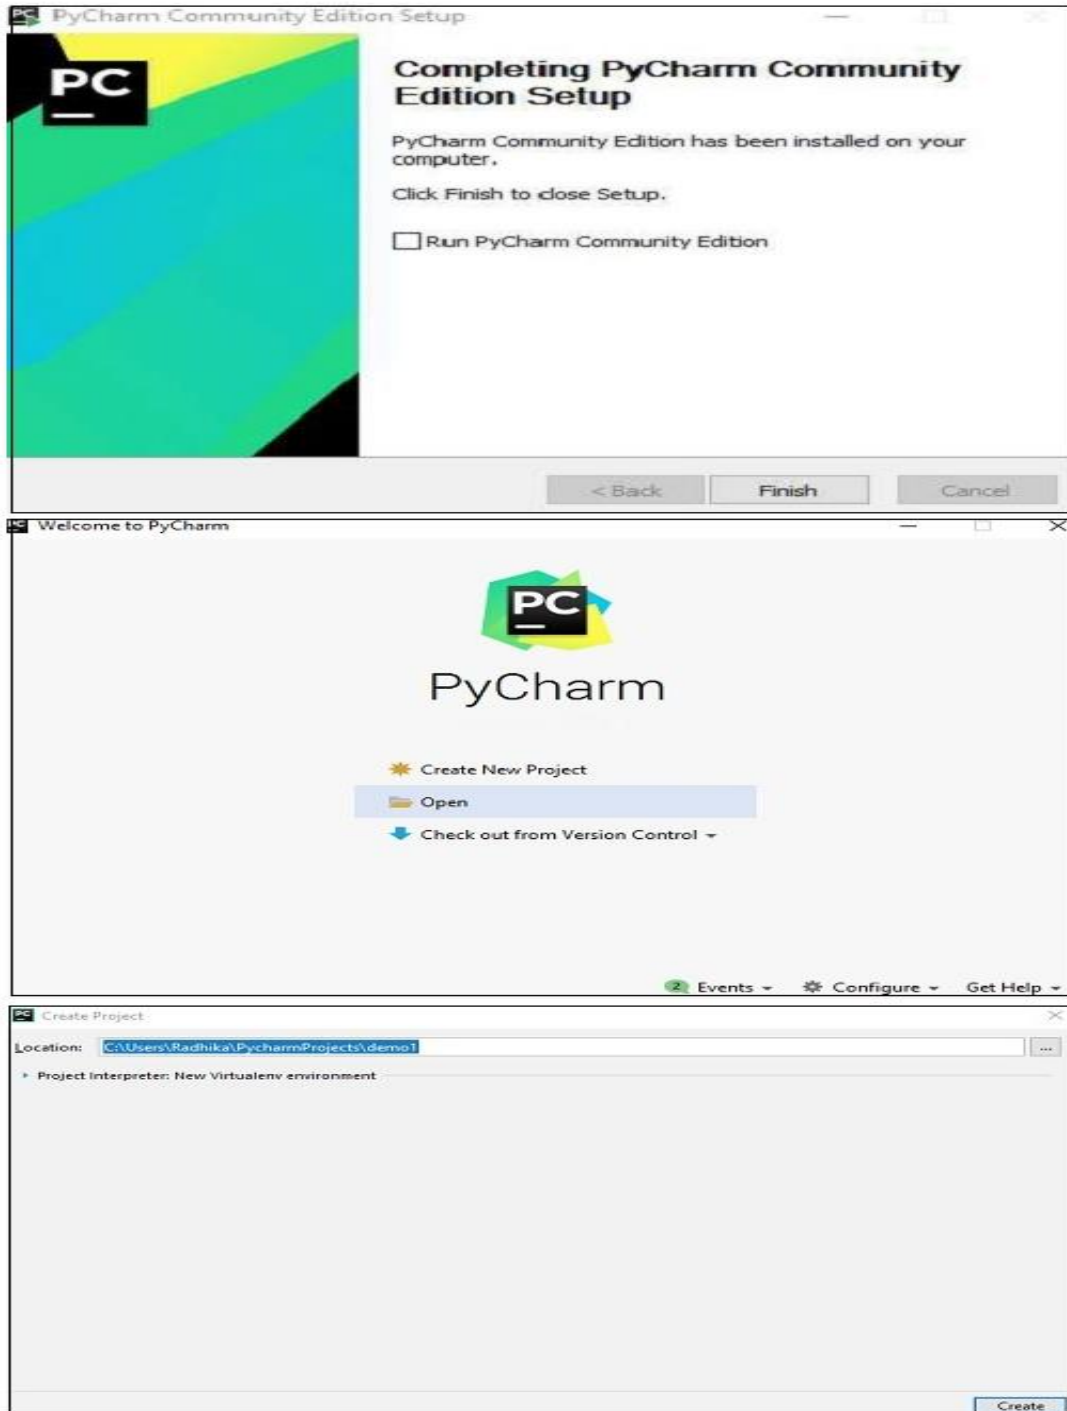 PC PyCharm Community Edition Setup
PC
Completing PyCharm Community
Edition Setup
PyCharm Community Edition has been installed on your
computer.
Click Finish to close Setup.
Run PyCharm Community Edition
< Back
Finish
Cancel
PC Welcome to PyCharm
PC
PyCharm
Create New Project
Open
Check out from Version Control
2 Events
Configure
Get Help
PC Create Project
Location: C:\Users\Radhika\PycharmProjects\demo1
...
Project Interpreter: New Virtualenv environment
Create